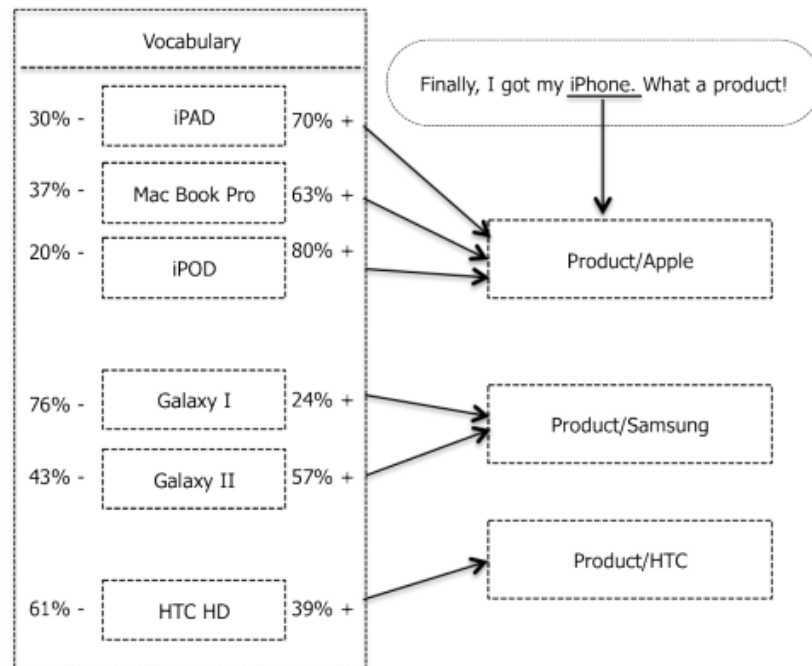 Vocabulary
Finally, I got my iPhone. What a product!
30% - iPAD 70% +
37% - Mac Book Pro 63% +
20% - iPOD 80% +
Product/Apple
76% - Galaxy I 24% +
Product/Samsung
43% - Galaxy II 57% +
Product/HTC
61% - HTC HD 39% +